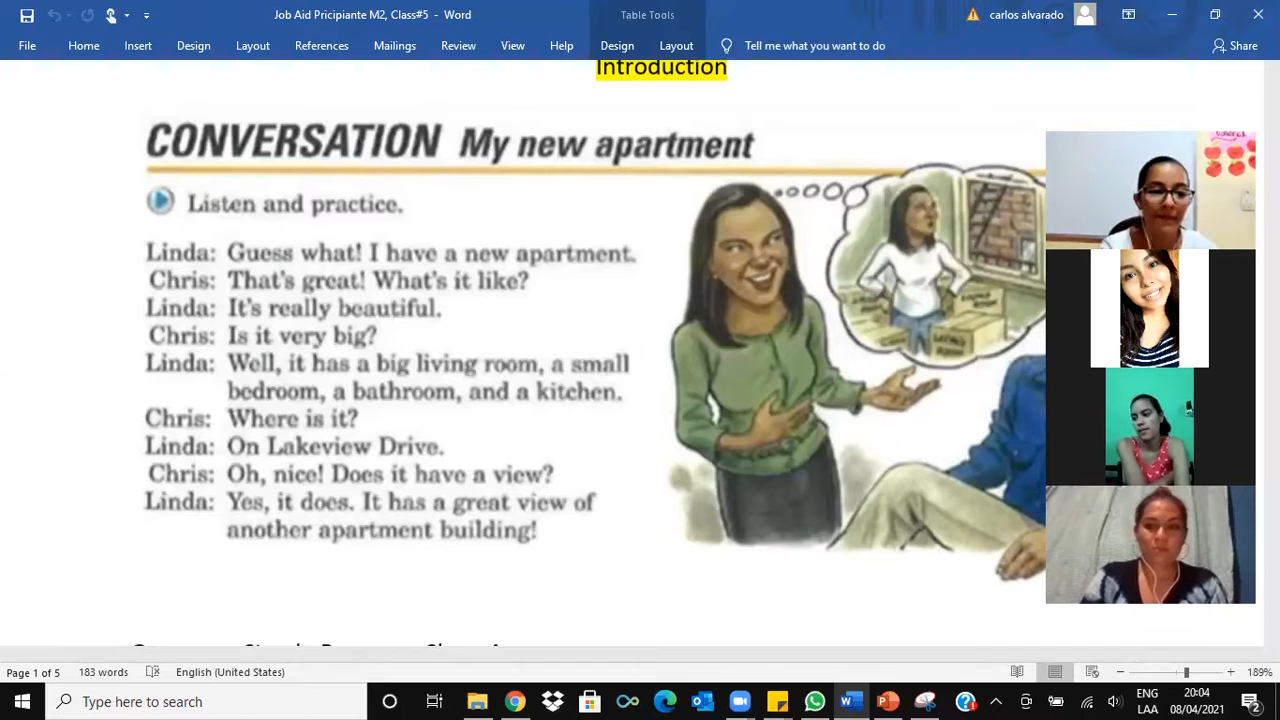 Job Aid Pricipiante M2, Class#5 - Word
Table Tools
carlos alvarado
File Home Insert Design Layout References Mailings Review View Help Design Layout Tell me what you want to do Share
Introduction
CONVERSATION My new apartment
Listen and practice.
Linda: Guess what! I have a new apartment.
Chris: That's great! What's it like?
Linda: It's really beautiful.
Chris: Is it very big?
Linda: Well, it has a big living room, a small
bedroom, a bathroom, and a kitchen.
Chris: Where is it?
Linda: On Lakeview Drive.
Chris: Oh, nice! Does it have a view?
Linda: Yes, it does. It has a great view of
another apartment building!
Page 1 of 5 183 words English (United States) 189%
Type here to search
ENG 20:04
LAA 08/04/2021 2